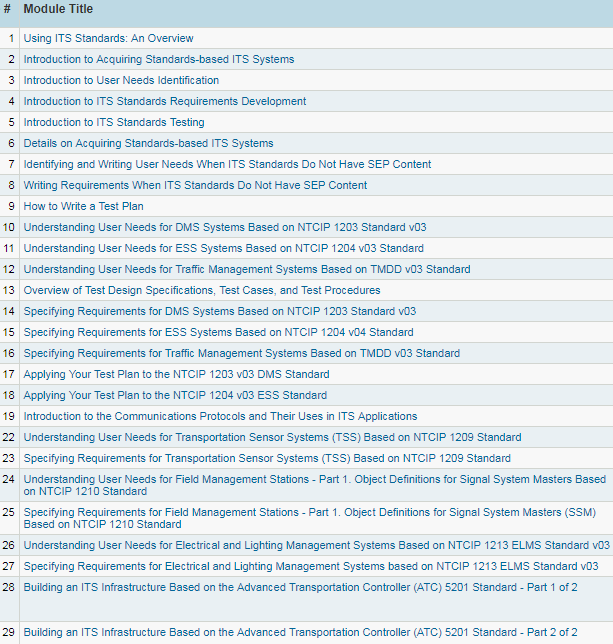 # Module Title
1 Using ITS Standards: An Overview
2 Introduction to Acquiring Standards-based ITS Systems
3 Introduction to User Needs Identification
4 Introduction to ITS Standards Requirements Development
5 Introduction to ITS Standards Testing
6 Details on Acquiring Standards-based ITS Systems
7 Identifying and Writing User Needs When ITS Standards Do Not Have SEP Content
8 Writing Requirements When ITS Standards Do Not Have SEP Content
9 How to Write a Test Plan
10 Understanding User Needs for DMS Systems Based on NTCIP 1203 Standard v03
11 Understanding User Needs for ESS Systems Based on NTCIP 1204 v03 Standard
12 Understanding User Needs for Traffic Management Systems Based on TMDD v03 Standard
13 Overview of Test Design Specifications, Test Cases, and Test Procedures
14 Specifying Requirements for DMS Systems Based on NTCIP 1203 Standard v03
15 Specifying Requirements for ESS Systems Based on NTCIP 1204 v04 Standard
16 Specifying Requirements for Traffic Management Systems Based on TMDD v03 Standard
17 Applying Your Test Plan to the NTCIP 1203 v03 DMS Standard
18 Applying Your Test Plan to the NTCIP 1204 v03 ESS Standard
19 Introduction to the Communications Protocols and Their Uses in ITS Applications
22 Understanding User Needs for Transportation Sensor Systems (TSS) Based on NTCIP 1209 Standard
23 Specifying Requirements for Transportation Sensor Systems (TSS) Based on NTCIP 1209 Standard
24 Understanding User Needs for Field Management Stations - Part 1. Object Definitions for Signal System Masters Based
on NTCIP 1210 Standard
25 Specifying Requirements for Field Management Stations - Part 1. Object Definitions for Signal System Masters (SSM)
Based on NTCIP 1210 Standard
26 Understanding User Needs for Electrical and Lighting Management Systems Based on NTCIP 1213 ELMS Standard v03
27 Specifying Requirements for Electrical and Lighting Management Systems based on NTCIP 1213 ELMS Standard v03
28 Building an ITS Infrastructure Based on the Advanced Transportation Controller (ATC) 5201 Standard - Part 1 of 2
29 Building an ITS Infrastructure Based on the Advanced Transportation Controller (ATC) 5201 Standard - Part 2 of 2